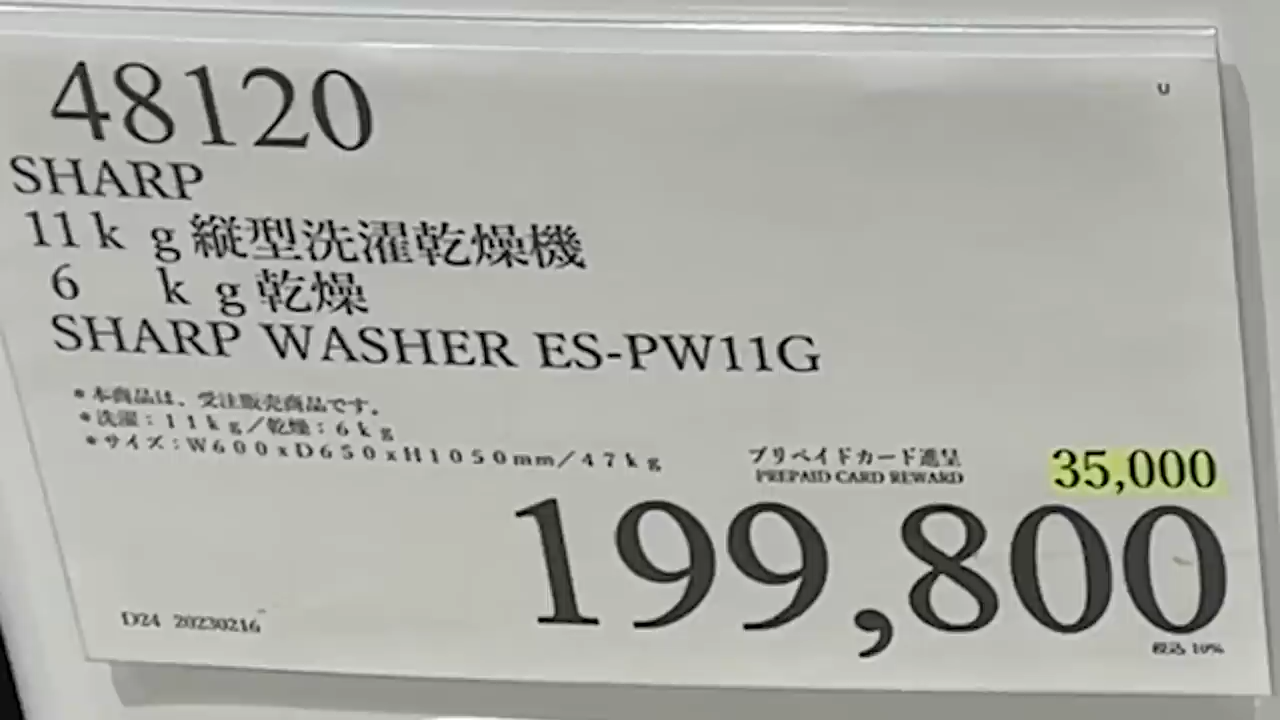 48120
U
SHARP
11kg縦型洗濯乾燥機
6 kg乾燥
SHARP WASHER ES-PW11G
*本商品は、受注販売商品です。
*洗濯:11kg/乾燥:6kg
*サイズ:W600xD650xH1050mm/47kg
プリペイドカード進呈 35,000
PREPAID CARD REWARD
199,800
D24 20230216
税込 10%